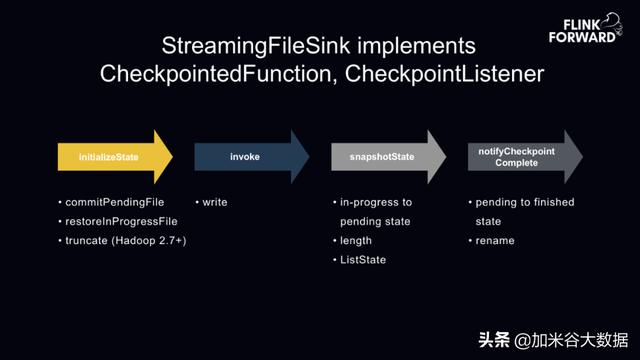 FLINK
FORWARD
StreamingFileSink implements
CheckpointedFunction, CheckpointListener
initializeState
invoke
snapshotState
notifyCheckpoint
Complete
• commitPendingFile
• restoreInProgressFile
• truncate (Hadoop 2.7+)
• write
• in-progress to
pending state
• length
• ListState
• pending to finished
state
• rename
头条 @加米谷大数据